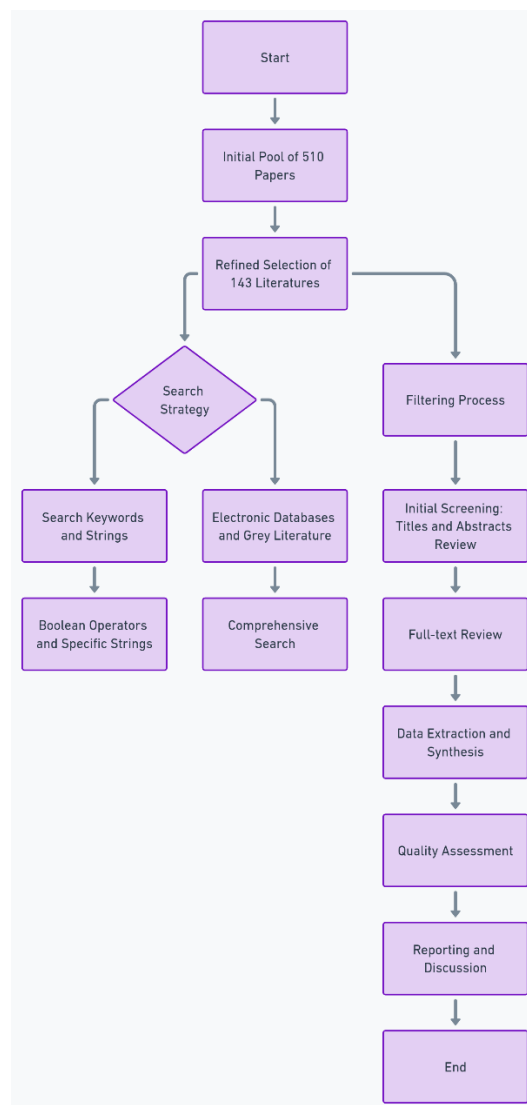 Start
Initial Pool of 510
Papers
Refined Selection of
143 Literatures
Search
Strategy
Filtering Process
Search Keywords
and Strings
Electronic Databases
and Grey Literature
Initial Screening:
Titles and Abstracts
Review
Boolean Operators
and Specific Strings
Comprehensive
Search
Full-text Review
Data Extraction and
Synthesis
Quality Assessment
Reporting and
Discussion
End